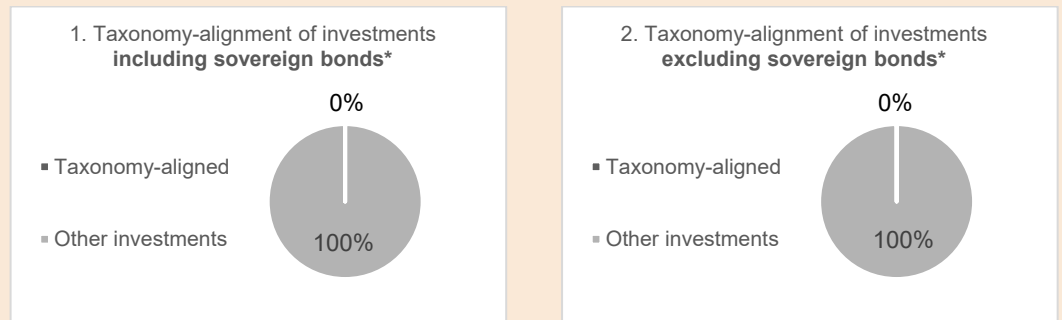 1. Taxonomy-alignment of investments
including sovereign bonds*
0%
Taxonomy-aligned
Other investments
100%
2. Taxonomy-alignment of investments
excluding sovereign bonds*
0%
Taxonomy-aligned
Other investments
100%